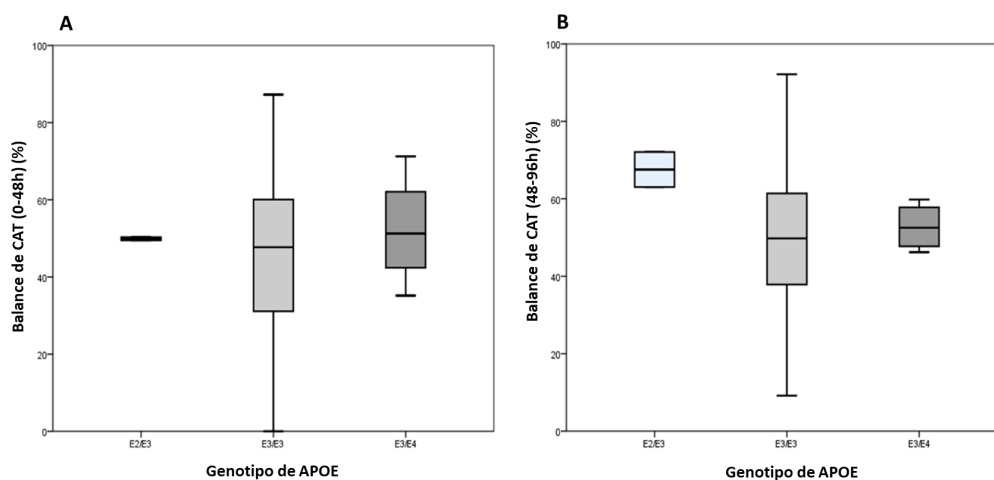 A
Balance de CAT (0-48h) (%)
100
80
60
40
20
0
E2/E3 E3/E3 E3/E4
Genotipo de APOE
B
Balance de CAT (48-96h) (%)
100
80
60
40
20
0
E2/E3 E3/E3 E3/E4
Genotipo de APOE